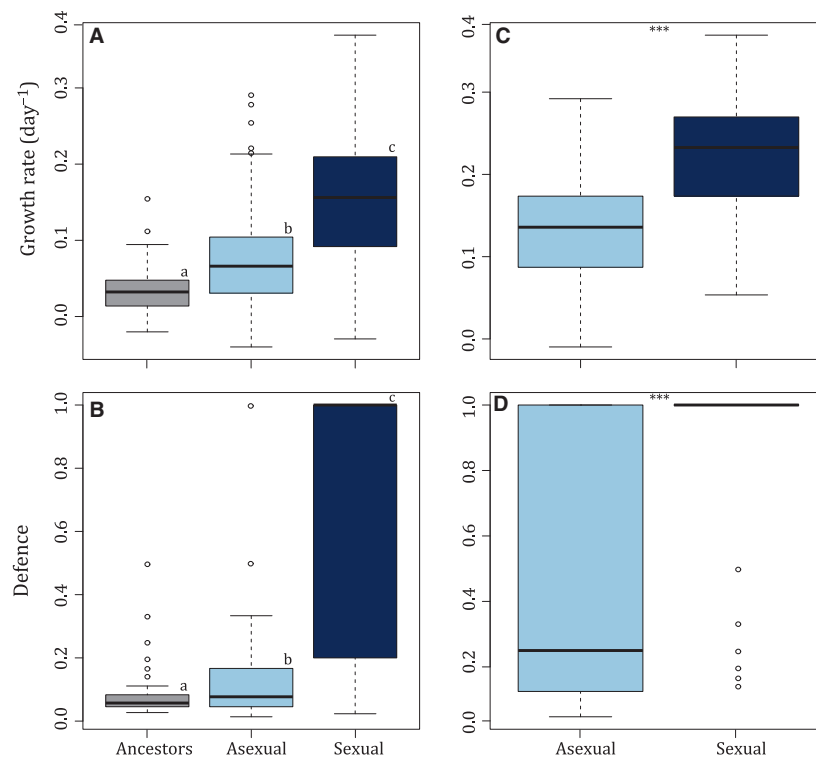 A
Growth rate (day⁻¹)
0.4
0.3
0.2
0.1
0.0
a
b
c
C
0.4
0.3
0.2
0.1
0.0
***
B
Defence
1.0
0.8
0.6
0.4
0.2
0.0
a
b
c
Ancestors Asexual Sexual
D
1.0
0.8
0.6
0.4
0.2
0.0
***
Asexual Sexual